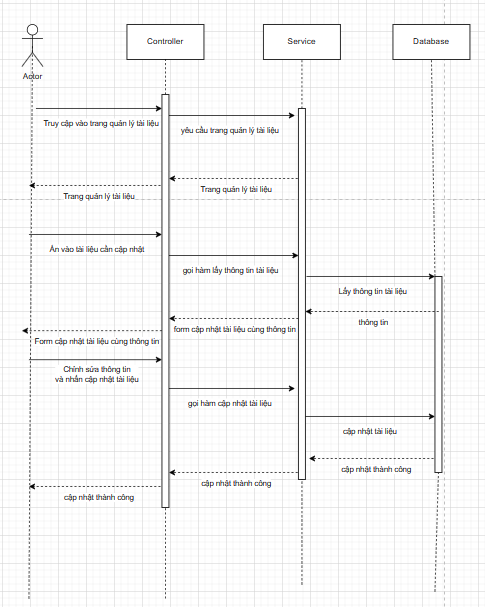 Controller
Service
Database
Actor
Truy cập vào trang quản lý tài liệu
yêu cầu trang quản lý tài liệu
Trang quản lý tài liệu
Trang quản lý tài liệu
Ấn vào tài liệu cần cập nhật
gọi hàm lấy thông tin tài liệu
Lấy thông tin tài liệu
thông tin
form cập nhật tài liệu cùng thông tin
Form cập nhật tài liệu cùng thông tin
Chỉnh sửa thông tin
và nhấn cập nhật tài liệu
gọi hàm cập nhật tài liệu
cập nhật tài liệu
cập nhật thành công
cập nhật thành công
cập nhật thành công